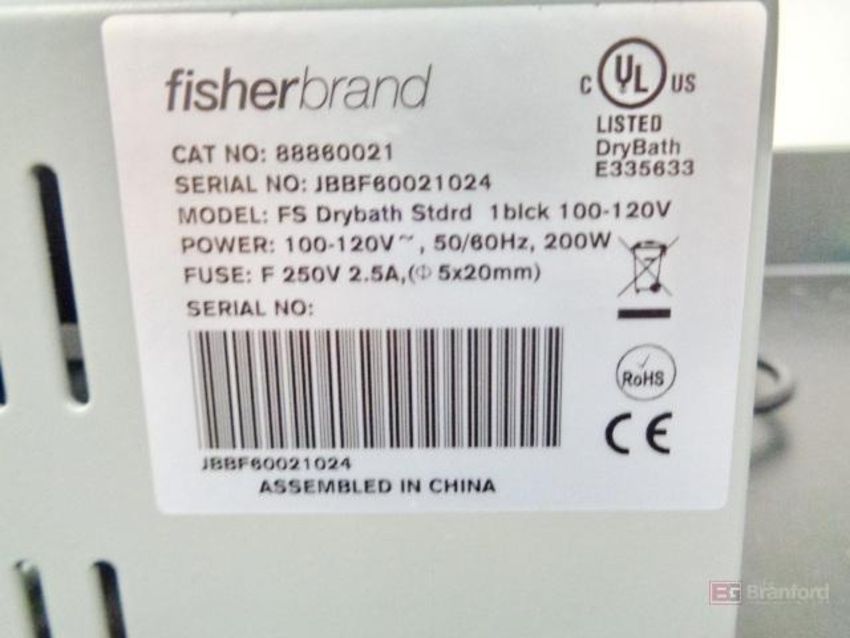 fisherbrand
C UL US
LISTED
DryBath
E335633
CAT NO: 88860021
SERIAL NO: JBBF60021024
MODEL: FS Drybath Stdrd 1blck 100-120V
POWER: 100-120V~, 50/60Hz, 200W
FUSE: F 250V 2.5A,(Φ 5x20mm)
SERIAL NO:
JBBF60021024
ASSEMBLED IN CHINA
RoHS
CE
BG Branford